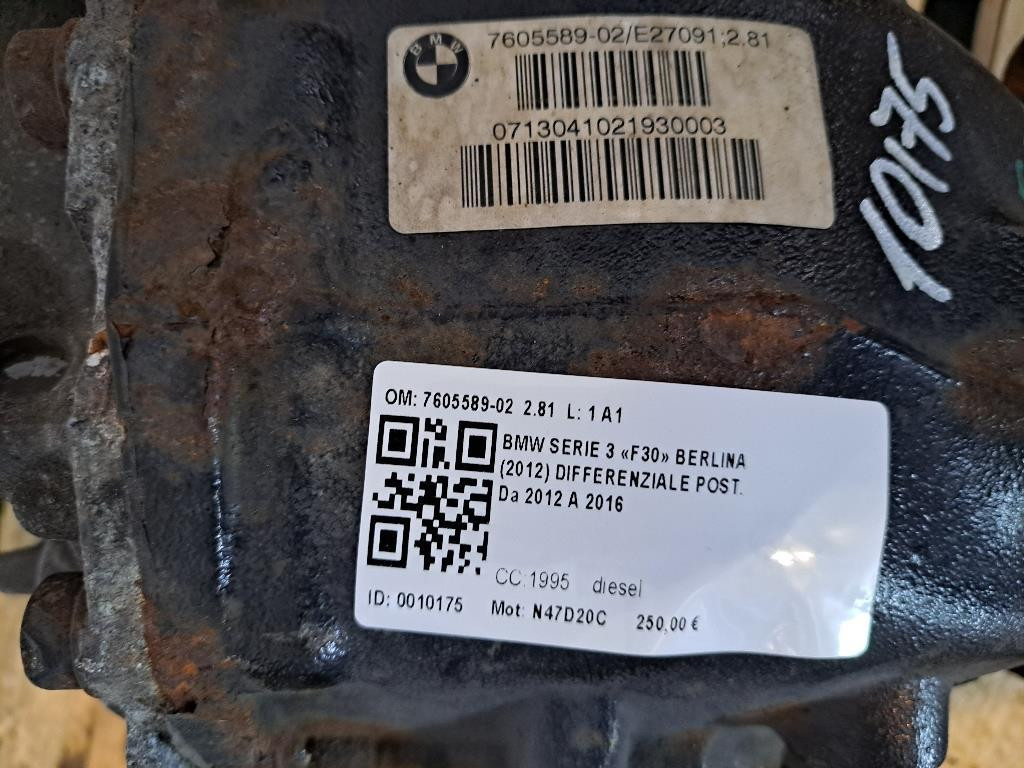 BMW
7605589-02/E27091;2.81
0713041021930003
10175
OM: 7605589-02 2.81 L: 1 A1
BMW SERIE 3 «F30» BERLINA
(2012) DIFFERENZIALE POST.
Da 2012 A 2016
CC:1995 diesel
ID: 0010175 Mot: N47D20C 250,00 €